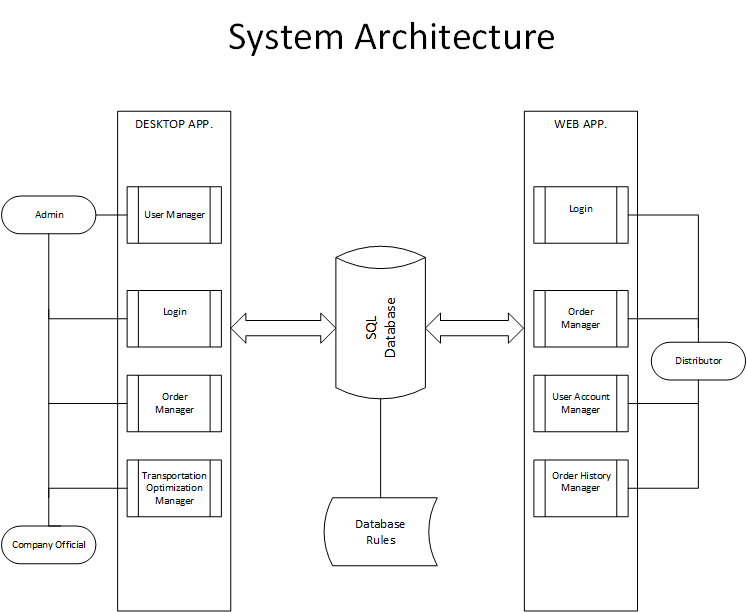 System Architecture
DESKTOP APP.
WEB APP.
Admin
User Manager
Login
Order
Manager
Transportation
Optimization
Manager
Company Official
SQL
Database
Database
Rules
Login
Order
Manager
Distributor
User Account
Manager
Order History
Manager